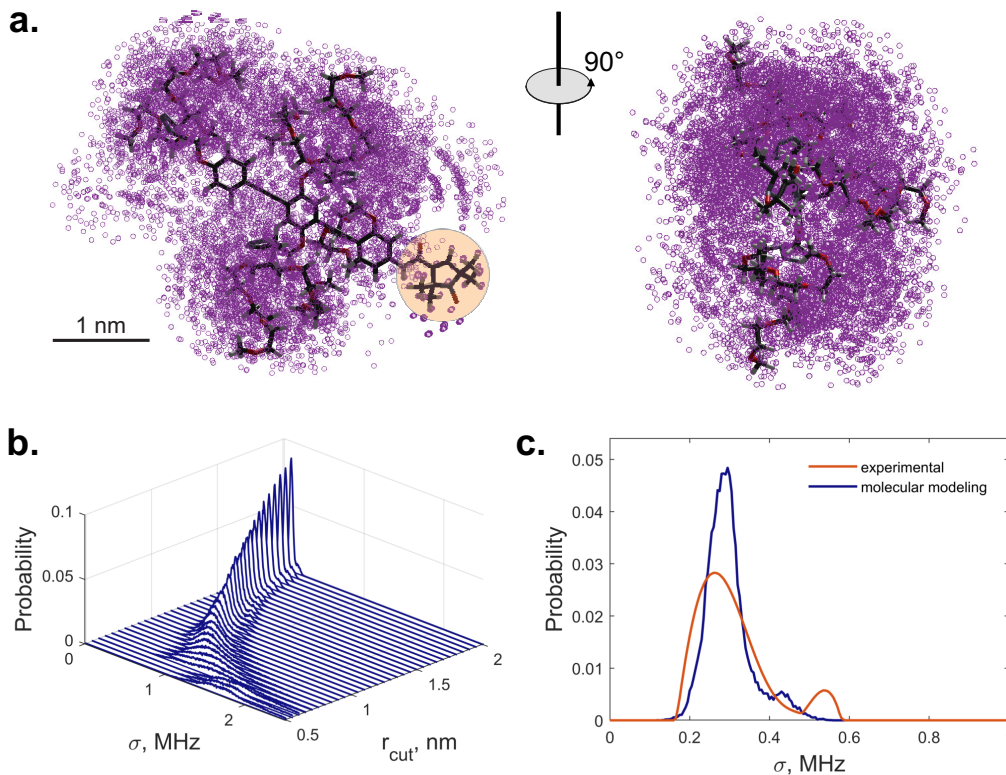 a.
90°
1 nm
b.
Probability
0.1
0.05
0
0
1
2
σ, MHz
0.5
1
1.5
2
r_cut, nm
c.
Probability
0.05
0.04
0.03
0.02
0.01
0
0
0.2
0.4
0.6
0.8
σ, MHz
experimental
molecular modeling